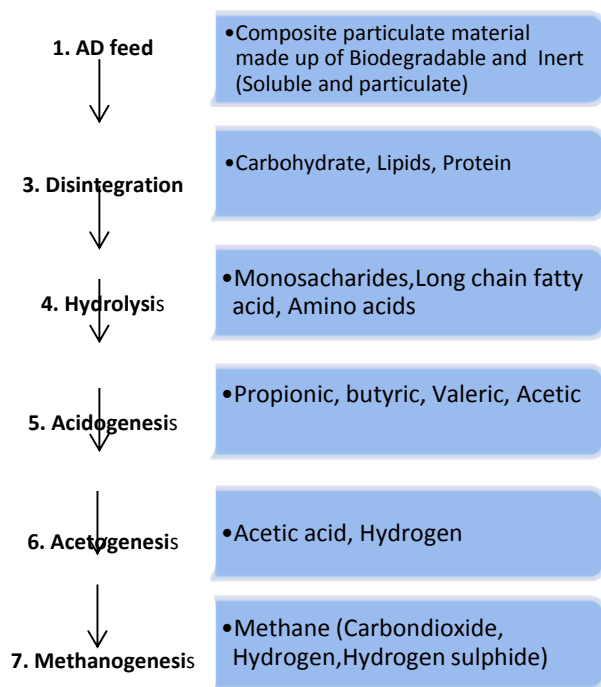 1. AD feed
•Composite particulate material
made up of Biodegradable and Inert
(Soluble and particulate)
3. Disintegration
•Carbohydrate, Lipids, Protein
4. Hydrolysis
•Monosacharides,Long chain fatty
acid, Amino acids
5. Acidogenesis
•Propionic, butyric, Valeric, Acetic
6. Acetogenesis
•Acetic acid, Hydrogen
7. Methanogenesis
•Methane (Carbondioxide,
Hydrogen,Hydrogen sulphide)